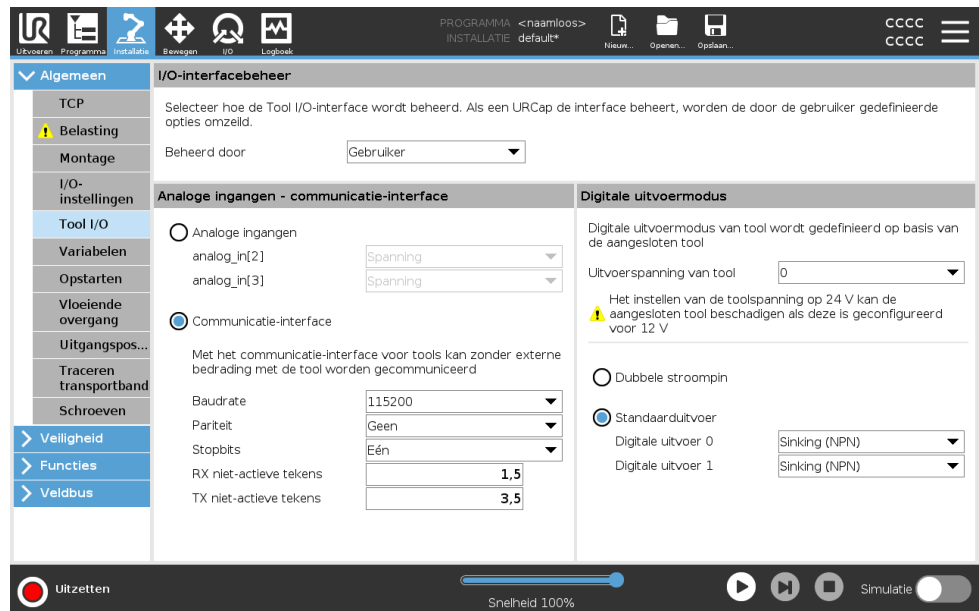 PROGRAMMA <naamloos>
INSTALLATIE default*
CCCC
CCCC
Uitvoeren Programma Installatie Bewegen I/O Logboek Nieuw... Openen... Opslaan...
Algemeen
TCP
Belasting
Montage
I/O-
instellingen
Tool I/O
Variabelen
Opstarten
Vloeiende
overgang
Uitgangspos...
Traceren
transportband
Schroeven
Veiligheid
Functies
Veldbus
I/O-interfacebeheer
Selecteer hoe de Tool I/O-interface wordt beheerd. Als een URCap de interface beheert, worden de door de gebruiker gedefinieerde
opties omzeild.
Beheerd door Gebruiker
Analoge ingangen - communicatie-interface
Analoge ingangen
analog_in[2] Spanning
analog_in[3] Spanning
Communicatie-interface
Met het communicatie-interface voor tools kan zonder externe
bedrading met de tool worden gecommuniceerd
Baudrate 115200
Pariteit Geen
Stopbits Eén
RX niet-actieve tekens 1,5
TX niet-actieve tekens 3,5
Digitale uitvoermodus
Digitale uitvoermodus van tool wordt gedefinieerd op basis van
de aangesloten tool
Uitvoerspanning van tool 0
Het instellen van de toolspanning op 24 V kan de
aangesloten tool beschadigen als deze is geconfigureerd
voor 12 V
Dubbele stroompin
Standaarduitvoer
Digitale uitvoer 0 Sinking (NPN)
Digitale uitvoer 1 Sinking (NPN)
Uitzetten
Snelheid 100%
Simulatie